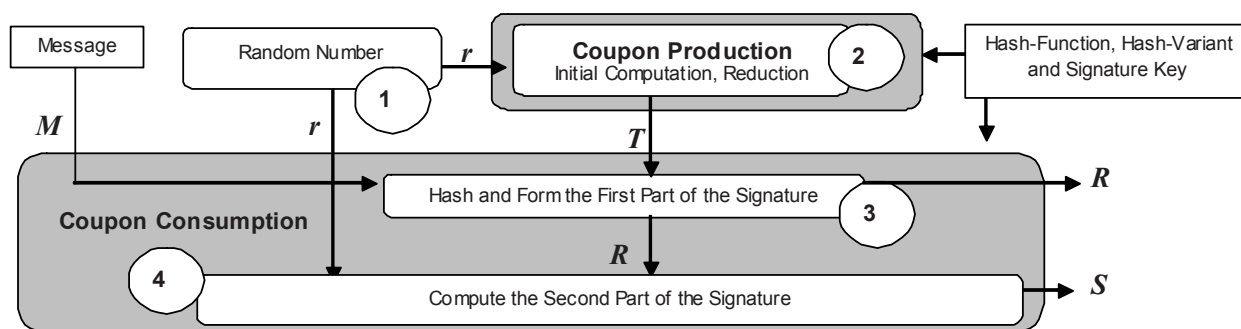 Message
Random Number
1
r
Coupon Production
Initial Computation, Reduction
2
Hash-Function, Hash-Variant
and Signature Key
M
r
T
Hash and Form the First Part of the Signature
3
R
Coupon Consumption
R
4
Compute the Second Part of the Signature
S